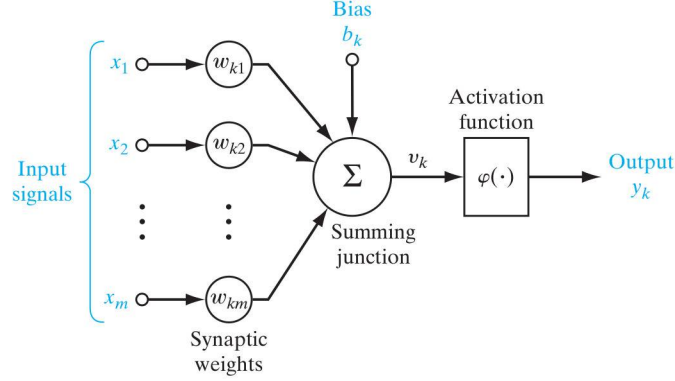 Bias
b_k
x_1
w_k1
Activation
function
x_2
w_k2
Input
signals
Σ
v_k
φ(·)
Output
y_k
Summing
junction
x_m
w_km
Synaptic
weights